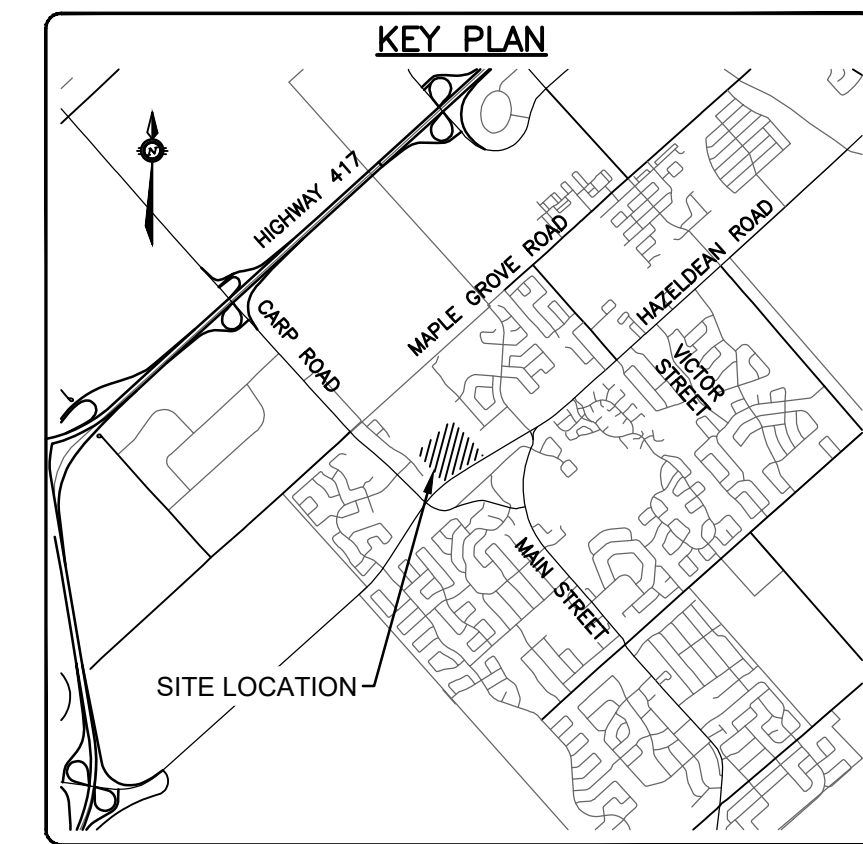 KEY PLAN
N
HIGHWAY 417
MAPLE GROVE ROAD
HAZELDEAN ROAD
CARP ROAD
VICTOR
STREET
MAIN STREET
SITE LOCATION